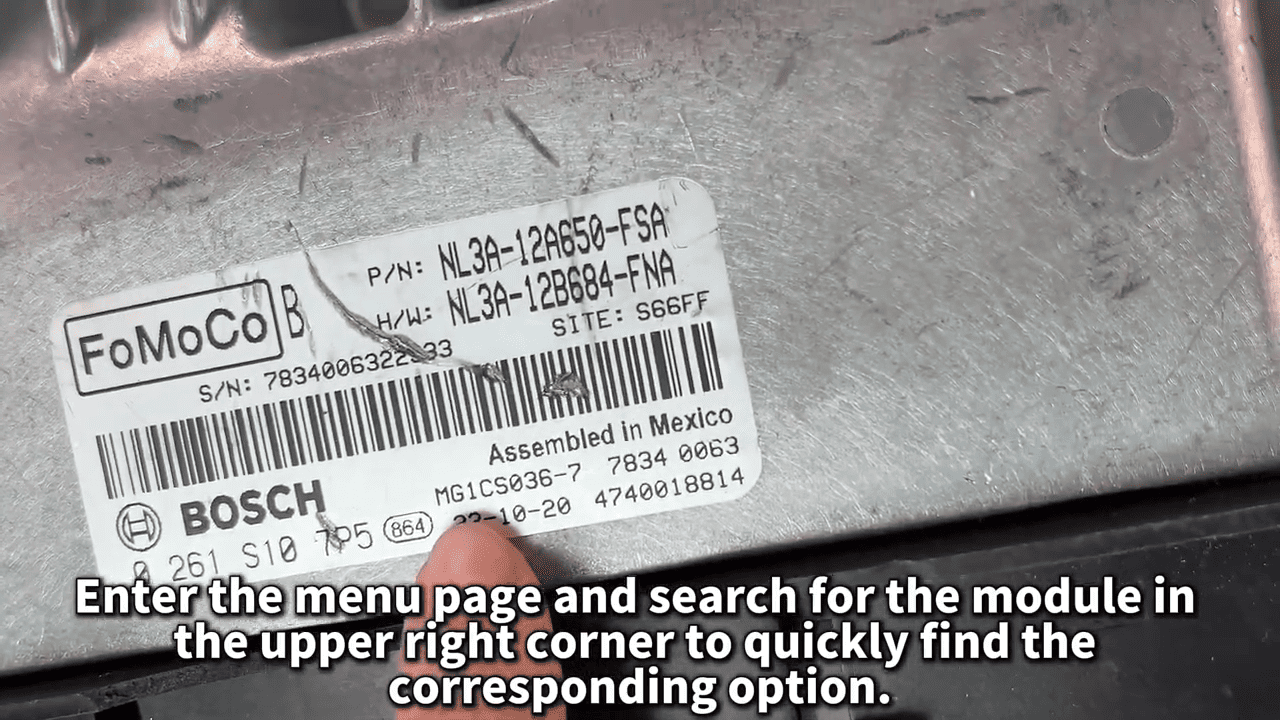 P/N: NL3A-12A650-FSA
H/W: NL3A-12B684-FNA
SITE: S66FF
FoMoCo B
S/N:
Assembled in Mexico
BOSCH
MG1CS036-7 7834 0063
0 261 S10 864
-10-20 4740018814
Enter the menu page and search for the module in
the upper right corner to quickly find the
corresponding option.